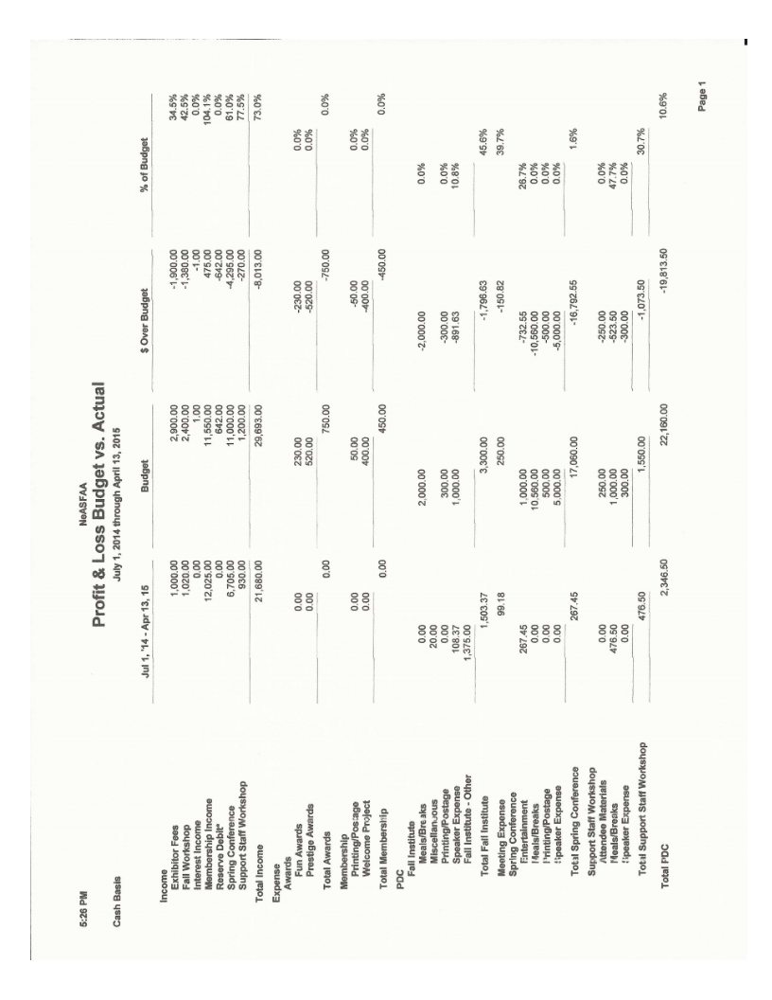 5:26 PM
NeASFAA
Profit & Loss Budget vs. Actual
Cash Basis
July 1, 2014 through April 13, 2015
Jul 1, '14 - Apr 13, 15 Budget $ Over Budget % of Budget
Income
Exhibitor Fees 1,000.00 2,900.00 -1,900.00 34.5%
Fall Workshop 1,020.00 2,400.00 -1,380.00 42.5%
Interest Income 0.00 1.00 -1.00 0.0%
Membership Income 12,025.00 11,550.00 475.00 104.1%
Reserve Debit* 0.00 642.00 -642.00 0.0%
Spring Conference 6,705.00 11,000.00 -4,295.00 61.0%
Support Staff Workshop 930.00 1,200.00 -270.00 77.5%
Total Income 21,680.00 29,693.00 -8,013.00 73.0%
Expense
Awards
Fun Awards 0.00 230.00 -230.00 0.0%
Prestige Awards 0.00 520.00 -520.00 0.0%
Total Awards 0.00 750.00 -750.00 0.0%
Membership
Printing/Postage 0.00 50.00 -50.00 0.0%
Welcome Project 0.00 400.00 -400.00 0.0%
Total Membership 0.00 450.00 -450.00 0.0%
PDC
Fall Institute
Meals/Breaks 0.00 2,000.00 -2,000.00 0.0%
Miscellaneous 20.00
Printing/Postage 0.00 300.00 -300.00 0.0%
Speaker Expense 108.37 1,000.00 -891.63 10.8%
Fall Institute - Other 1,375.00
Total Fall Institute 1,503.37 3,300.00 -1,796.63 45.6%
Meeting Expense 99.18 250.00 -150.82 39.7%
Spring Conference
Entertainment 267.45 1,000.00 -732.55 26.7%
Meals/Breaks 0.00 10,560.00 -10,560.00 0.0%
Printing/Postage 0.00 500.00 -500.00 0.0%
Speaker Expense 0.00 5,000.00 -5,000.00 0.0%
Total Spring Conference 267.45 17,060.00 -16,792.55 1.6%
Support Staff Workshop
Attendee Materials 0.00 250.00 -250.00 0.0%
Meals/Breaks 476.50 1,000.00 -523.50 47.7%
Speaker Expense 0.00 300.00 -300.00 0.0%
Total Support Staff Workshop 476.50 1,550.00 -1,073.50 30.7%
Total PDC 2,346.50 22,160.00 -19,813.50 10.6%
Page 1